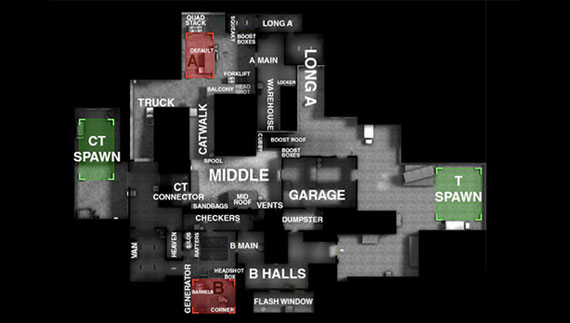 QUAD
STACK
SQUEAKY
LONG A
BOOST
BOXES
DEFAULT
A
A MAIN
LONG A
FORKLIFT
BALCONY
HEAD
SHOT
LOCKER
WAREHOUSE
TRUCK
CATWALK
CT
SPAWN
CUBBY
BOOST ROOF
BOOST
BOXES
SPOOL
MIDDLE
CT
CONNECTOR
GARAGE
T
SPAWN
MID
ROOF
SANDBAGS
VENTS
CHECKERS
DUMPSTER
VAN
HEAVEN
SILOS
RAFTERS
B MAIN
HEADSHOT
BOX
B HALLS
GENERATOR
B
BARRELS
CORNER
FLASH WINDOW